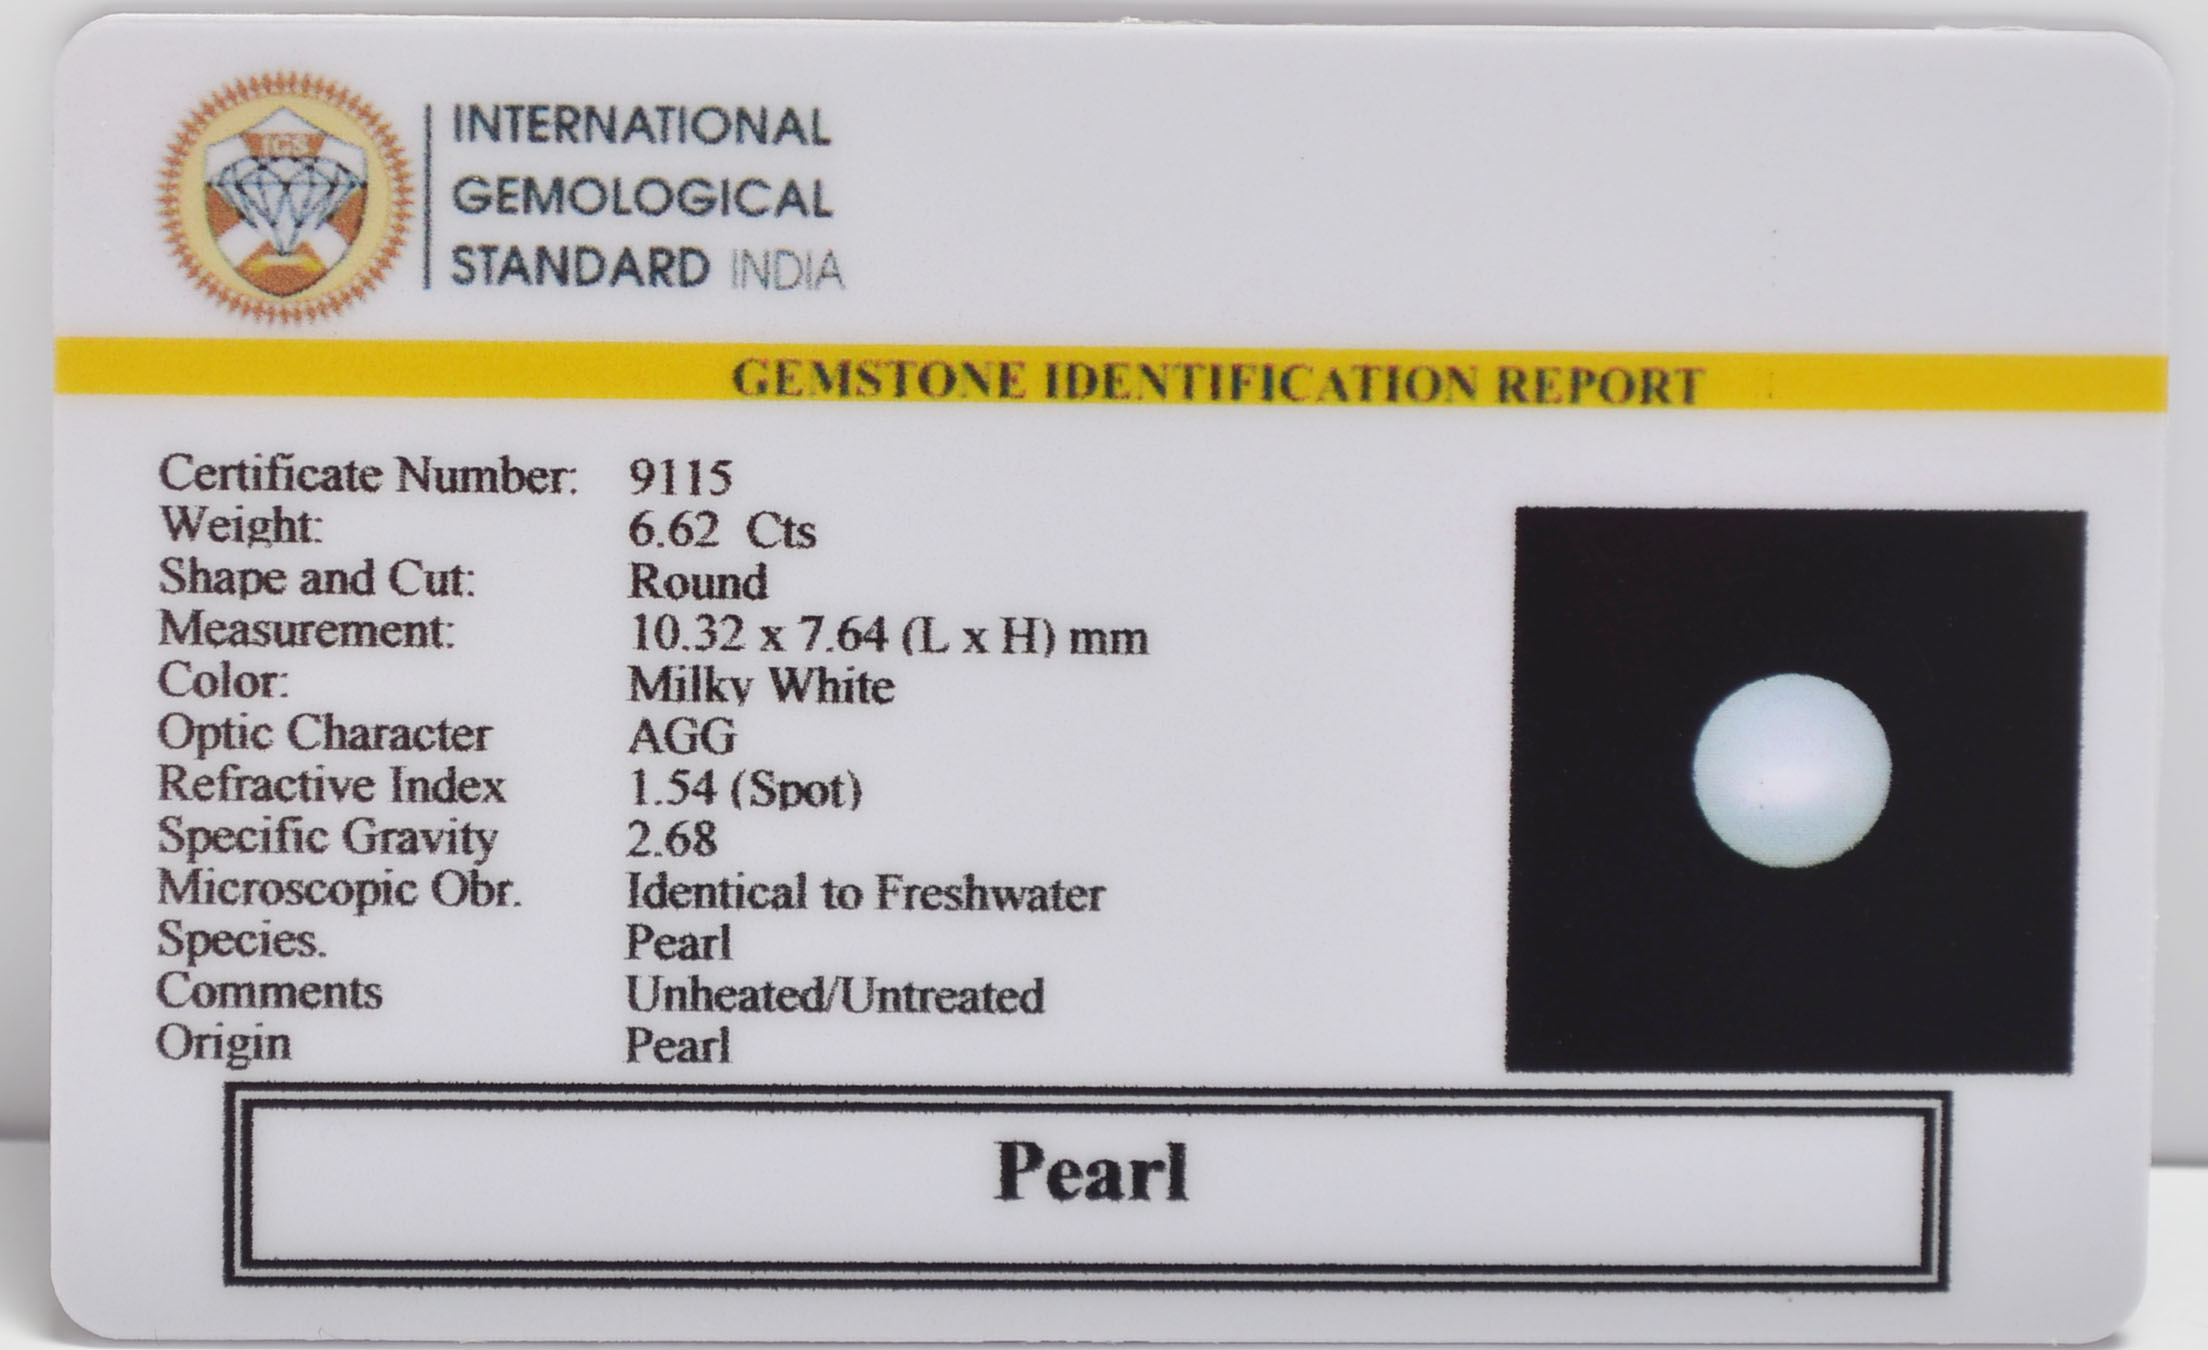 IGS
INTERNATIONAL
GEMOLOGICAL
STANDARD INDIA
GEMSTONE IDENTIFICATION REPORT
Certificate Number: 9115
Weight: 6.62 Cts
Shape and Cut: Round
Measurement: 10.32 x 7.64 (L x H) mm
Color: Milky White
Optic Character AGG
Refractive Index 1.54 (Spot)
Specific Gravity 2.68
Microscopic Obr. Identical to Freshwater
Species. Pearl
Comments Unheated/Untreated
Origin Pearl
Pearl